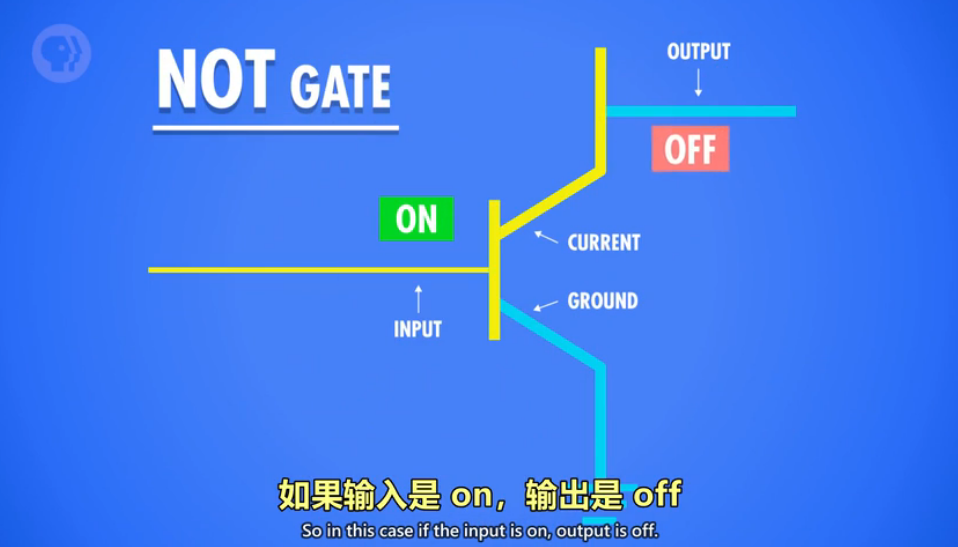 NOT GATE
OUTPUT
OFF
ON
CURRENT
GROUND
INPUT
如果输入是 on，输出是 off
So in this case if the input is on, output is off.